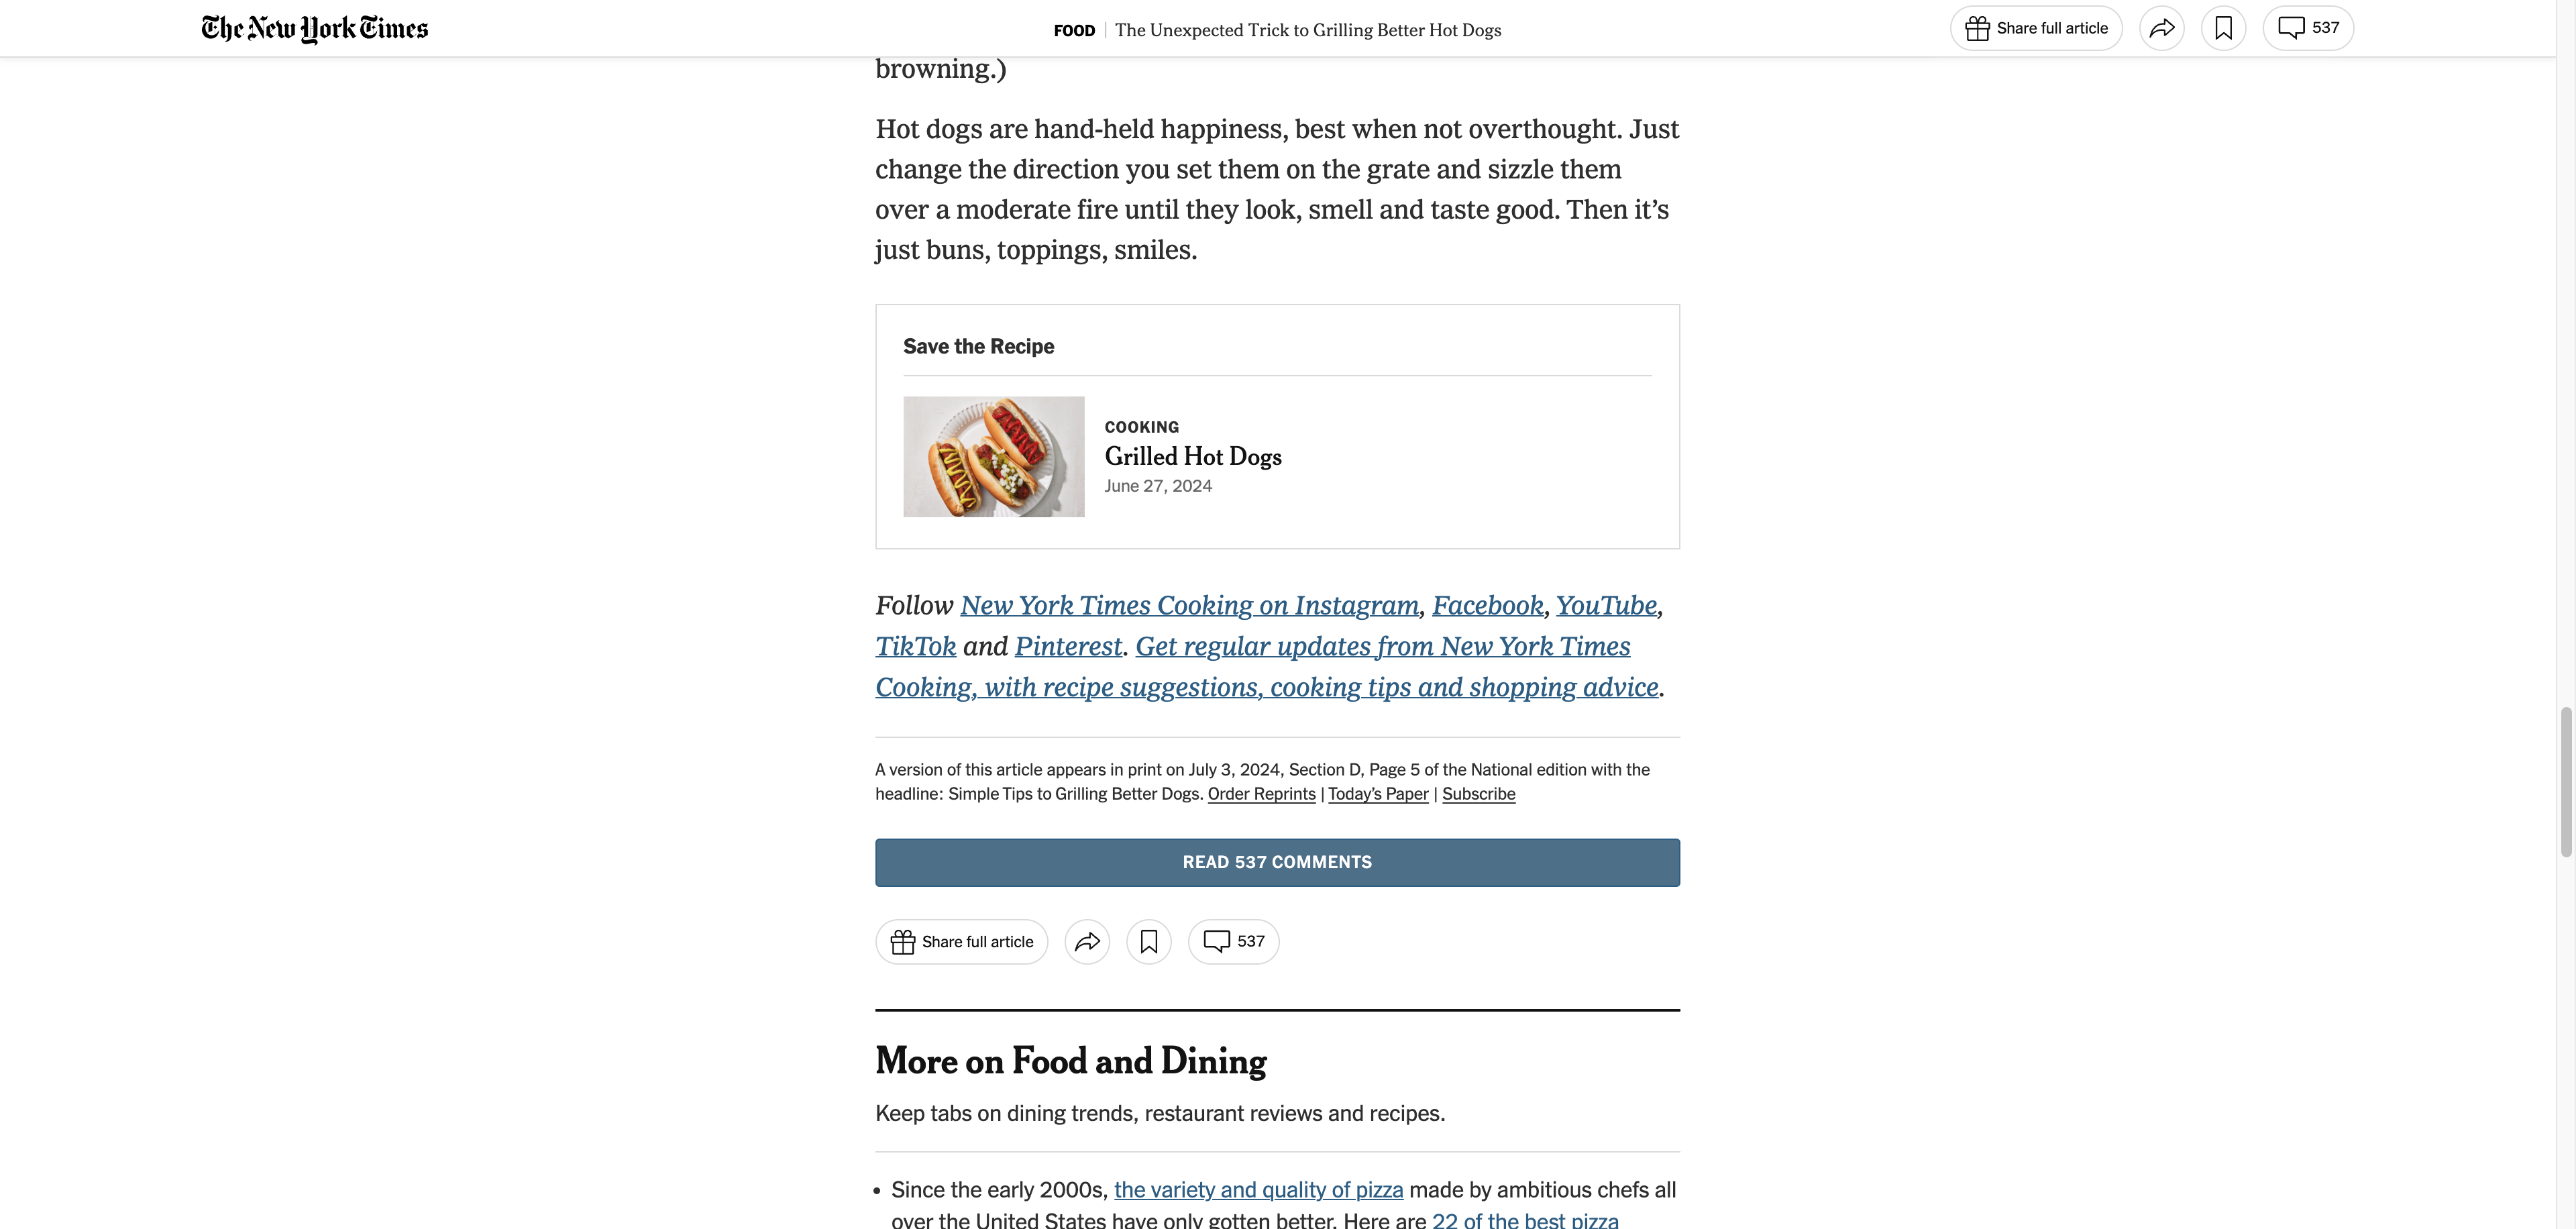 The New York Times
FOOD | The Unexpected Trick to Grilling Better Hot Dogs
Share full article
537
browning.)
Hot dogs are hand-held happiness, best when not overthought. Just
change the direction you set them on the grate and sizzle them
over a moderate fire until they look, smell and taste good. Then it’s
just buns, toppings, smiles.
Save the Recipe
COOKING
Grilled Hot Dogs
June 27, 2024
Follow New York Times Cooking on Instagram, Facebook, YouTube,
TikTok and Pinterest. Get regular updates from New York Times
Cooking, with recipe suggestions, cooking tips and shopping advice.
A version of this article appears in print on July 3, 2024, Section D, Page 5 of the National edition with the
headline: Simple Tips to Grilling Better Dogs. Order Reprints | Today’s Paper | Subscribe
READ 537 COMMENTS
Share full article
537
More on Food and Dining
Keep tabs on dining trends, restaurant reviews and recipes.
• Since the early 2000s, the variety and quality of pizza made by ambitious chefs all
over the United States have only gotten better. Here are 22 of the best pizza